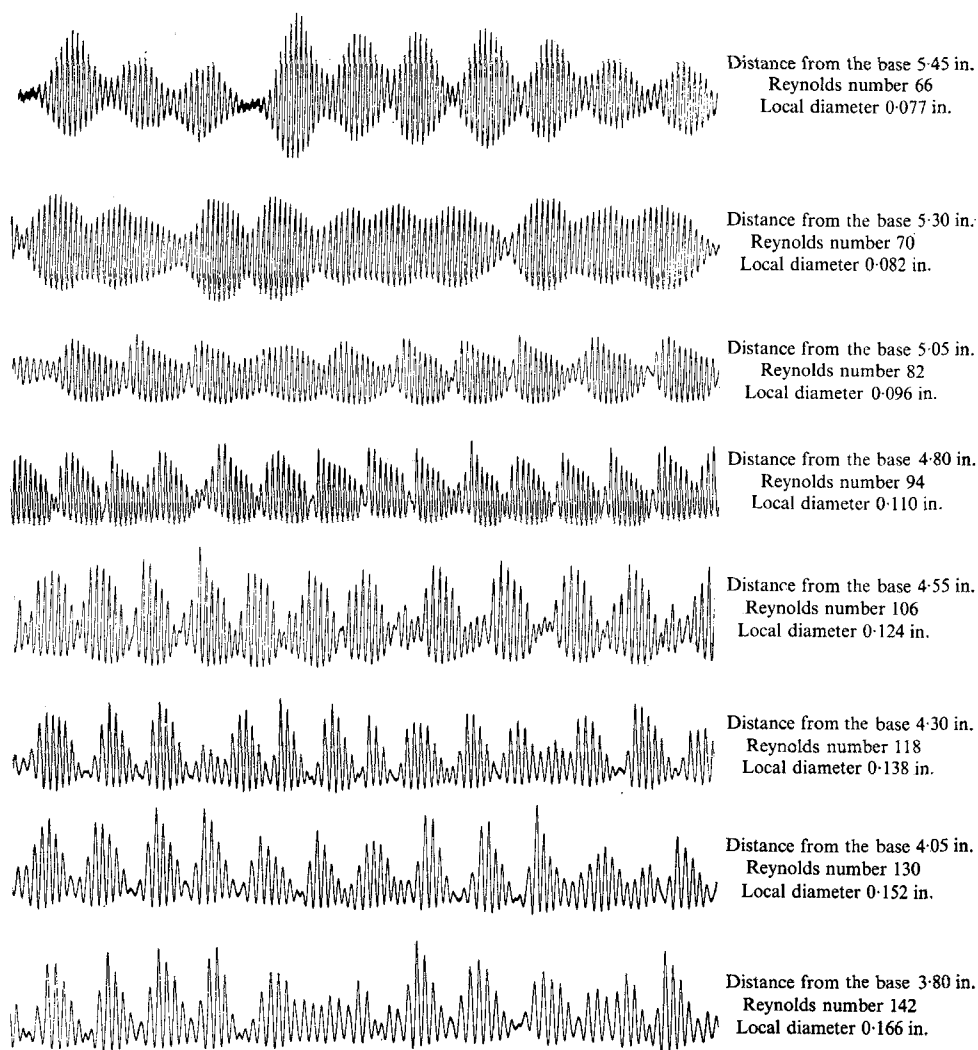 Distance from the base 5·45 in.
Reynolds number 66
Local diameter 0·077 in.
Distance from the base 5·30 in.
Reynolds number 70
Local diameter 0·082 in.
Distance from the base 5·05 in.
Reynolds number 82
Local diameter 0·096 in.
Distance from the base 4·80 in.
Reynolds number 94
Local diameter 0·110 in.
Distance from the base 4·55 in.
Reynolds number 106
Local diameter 0·124 in.
Distance from the base 4·30 in.
Reynolds number 118
Local diameter 0·138 in.
Distance from the base 4·05 in.
Reynolds number 130
Local diameter 0·152 in.
Distance from the base 3·80 in.
Reynolds number 142
Local diameter 0·166 in.